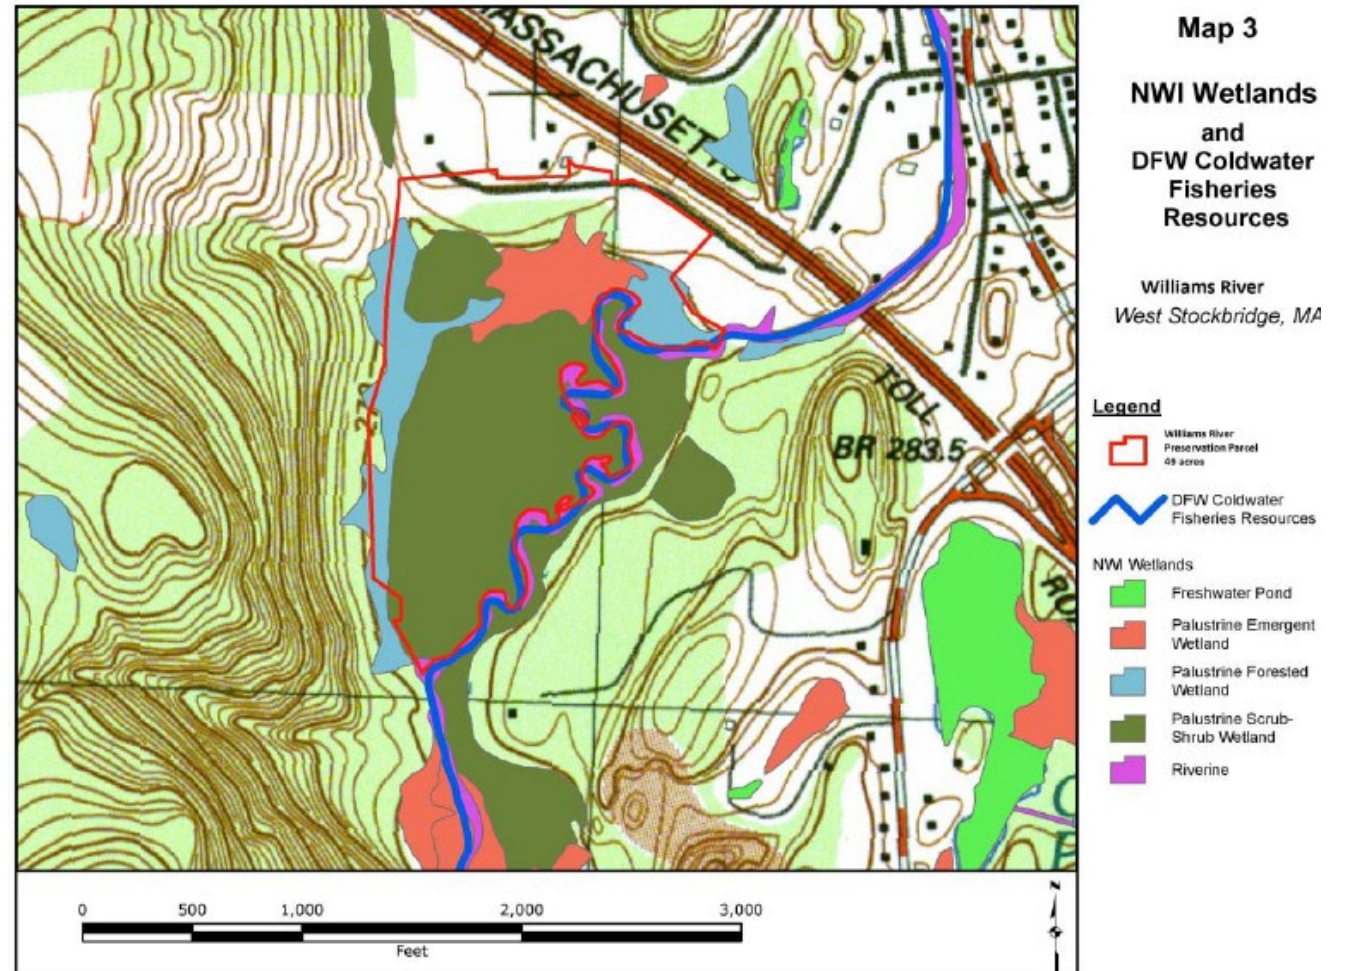 Map 3
NWI Wetlands
and
DFW Coldwater
Fisheries
Resources
Williams River
West Stockbridge, MA
Legend
Williams River
Preservation Parcel
49 acres
DFW Coldwater
Fisheries Resources
NWI Wetlands
Freshwater Pond
Palustrine Emergent
Wetland
Palustrine Forested
Wetland
Palustrine Scrub-
Shrub Wetland
Riverine
MASSACHUSETTS
TOLL
BR 283.5
0 500 1,000 2,000 3,000
Feet
N